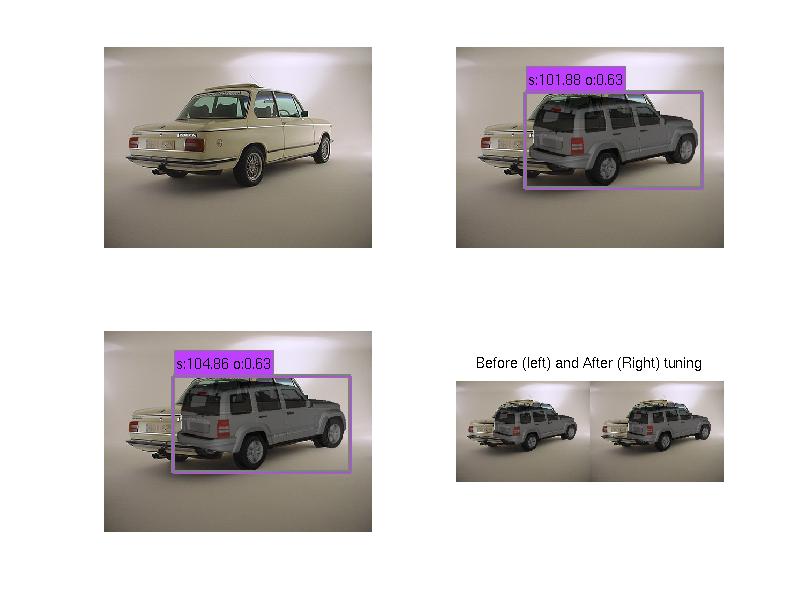 s:101.88 o:0.63
s:104.86 o:0.63
Before (left) and After (Right) tuning